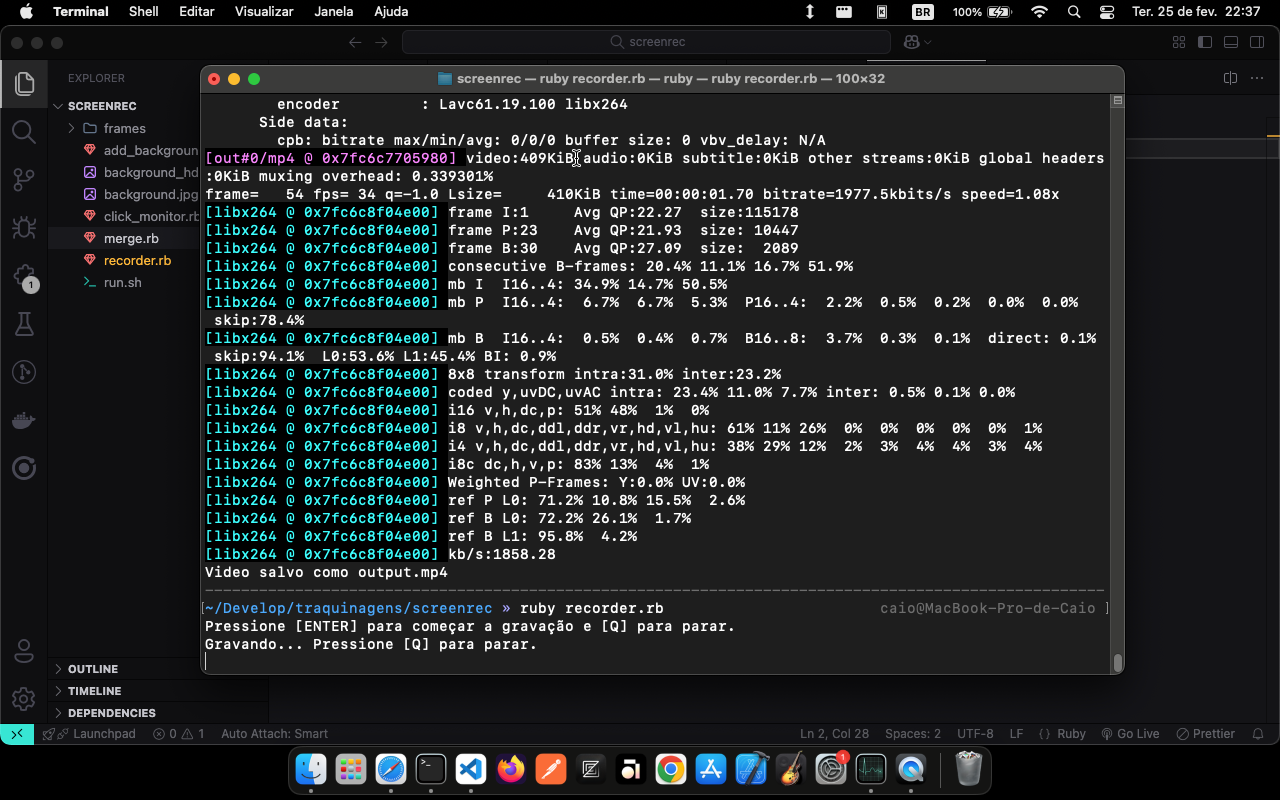 Terminal Shell Editar Visualizar Janela Ajuda BR 100% Ter. 25 de fev. 22:37
screenrec
EXPLORER
SCREENREC
frames
add_backgroun
background_hd
background.jpg
click_monitor.rb
merge.rb
recorder.rb
run.sh
1
OUTLINE
TIMELINE
DEPENDENCIES
screenrec — ruby recorder.rb — ruby — ruby recorder.rb — 100×32
encoder : Lavc61.19.100 libx264
Side data:
cpb: bitrate max/min/avg: 0/0/0 buffer size: 0 vbv_delay: N/A
[out#0/mp4 @ 0x7fc6c7705980] video:409KiB audio:0KiB subtitle:0KiB other streams:0KiB global headers
:0KiB muxing overhead: 0.339301%
frame= 54 fps= 34 q=-1.0 Lsize= 410KiB time=00:00:01.70 bitrate=1977.5kbits/s speed=1.08x
[libx264 @ 0x7fc6c8f04e00] frame I:1 Avg QP:22.27 size:115178
[libx264 @ 0x7fc6c8f04e00] frame P:23 Avg QP:21.93 size: 10447
[libx264 @ 0x7fc6c8f04e00] frame B:30 Avg QP:27.09 size: 2089
[libx264 @ 0x7fc6c8f04e00] consecutive B-frames: 20.4% 11.1% 16.7% 51.9%
[libx264 @ 0x7fc6c8f04e00] mb I I16..4: 34.9% 14.7% 50.5%
[libx264 @ 0x7fc6c8f04e00] mb P I16..4: 6.7% 6.7% 5.3% P16..4: 2.2% 0.5% 0.2% 0.0% 0.0%
skip:78.4%
[libx264 @ 0x7fc6c8f04e00] mb B I16..4: 0.5% 0.4% 0.7% B16..8: 3.7% 0.3% 0.1% direct: 0.1%
skip:94.1% L0:53.6% L1:45.4% BI: 0.9%
[libx264 @ 0x7fc6c8f04e00] 8x8 transform intra:31.0% inter:23.2%
[libx264 @ 0x7fc6c8f04e00] coded y,uvDC,uvAC intra: 23.4% 11.0% 7.7% inter: 0.5% 0.1% 0.0%
[libx264 @ 0x7fc6c8f04e00] i16 v,h,dc,p: 51% 48% 1% 0%
[libx264 @ 0x7fc6c8f04e00] i8 v,h,dc,ddl,ddr,vr,hd,vl,hu: 61% 11% 26% 0% 0% 0% 0% 0% 1%
[libx264 @ 0x7fc6c8f04e00] i4 v,h,dc,ddl,ddr,vr,hd,vl,hu: 38% 29% 12% 2% 3% 4% 4% 3% 4%
[libx264 @ 0x7fc6c8f04e00] i8c dc,h,v,p: 83% 13% 4% 1%
[libx264 @ 0x7fc6c8f04e00] Weighted P-Frames: Y:0.0% UV:0.0%
[libx264 @ 0x7fc6c8f04e00] ref P L0: 71.2% 10.8% 15.5% 2.6%
[libx264 @ 0x7fc6c8f04e00] ref B L0: 72.2% 26.1% 1.7%
[libx264 @ 0x7fc6c8f04e00] ref B L1: 95.8% 4.2%
[libx264 @ 0x7fc6c8f04e00] kb/s:1858.28
Video salvo como output.mp4
[~/Develop/traquinagens/screenrec » ruby recorder.rb caio@MacBook-Pro-de-Caio ]
Pressione [ENTER] para começar a gravação e [Q] para parar.
Gravando... Pressione [Q] para parar.
Launchpad 0 1 Auto Attach: Smart Ln 2, Col 28 Spaces: 2 UTF-8 LF {} Ruby Go Live Prettier
1